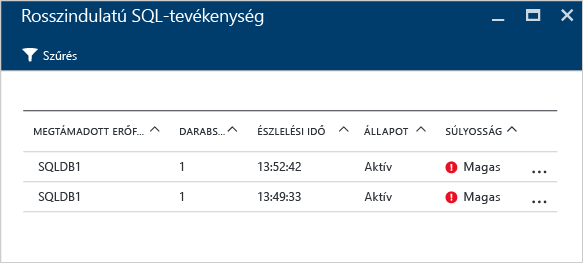 Rosszindulatú SQL-tevékenység
Szűrés
MEGTÁMADOTT ERŐF... DARABS... ÉSZLELÉSI IDŐ ÁLLAPOT SÚLYOSSÁG
SQLDB1 1 13:52:42 Aktív Magas ...
SQLDB1 1 13:49:33 Aktív Magas ...